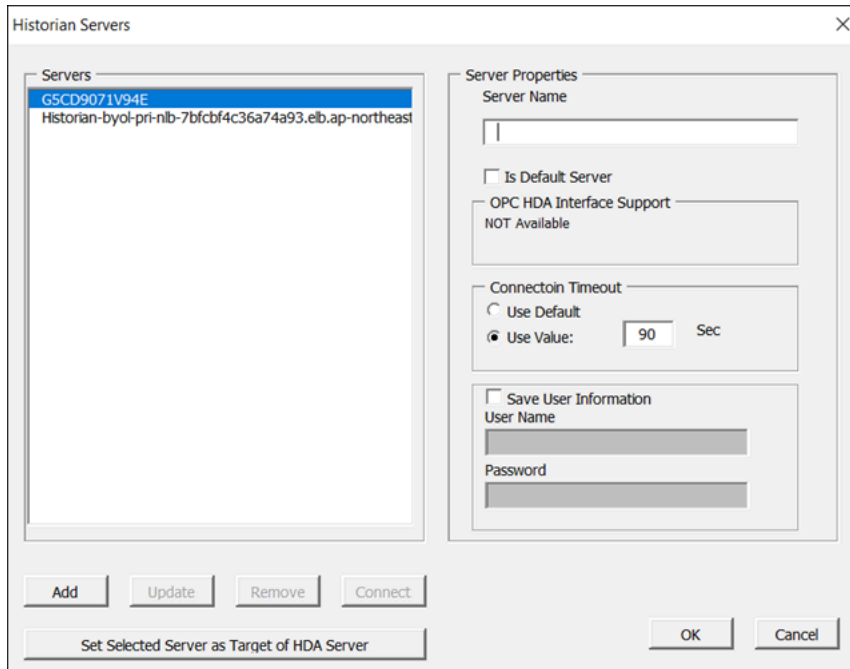 Historian Servers
Servers
G5CD9071V94E
Historian-byol-pri-nlb-7bfcbf4c36a74a93.elb.ap-northeast
Server Properties
Server Name
Is Default Server
OPC HDA Interface Support
NOT Available
Connectoin Timeout
Use Default
Use Value: 90 Sec
Save User Information
User Name
Password
Add Update Remove Connect
Set Selected Server as Target of HDA Server
OK Cancel